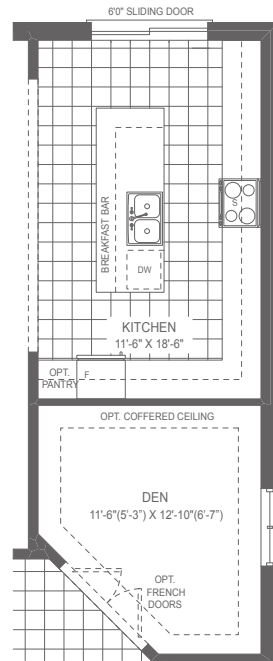 6'0" SLIDING DOOR
BREAKFAST BAR
S
DW
KITCHEN
11'-6" X 18'-6"
OPT.
PANTRY
F
OPT. COFFERED CEILING
DEN
11'-6"(5'-3") X 12'-10"(6'-7")
OPT.
FRENCH
DOORS